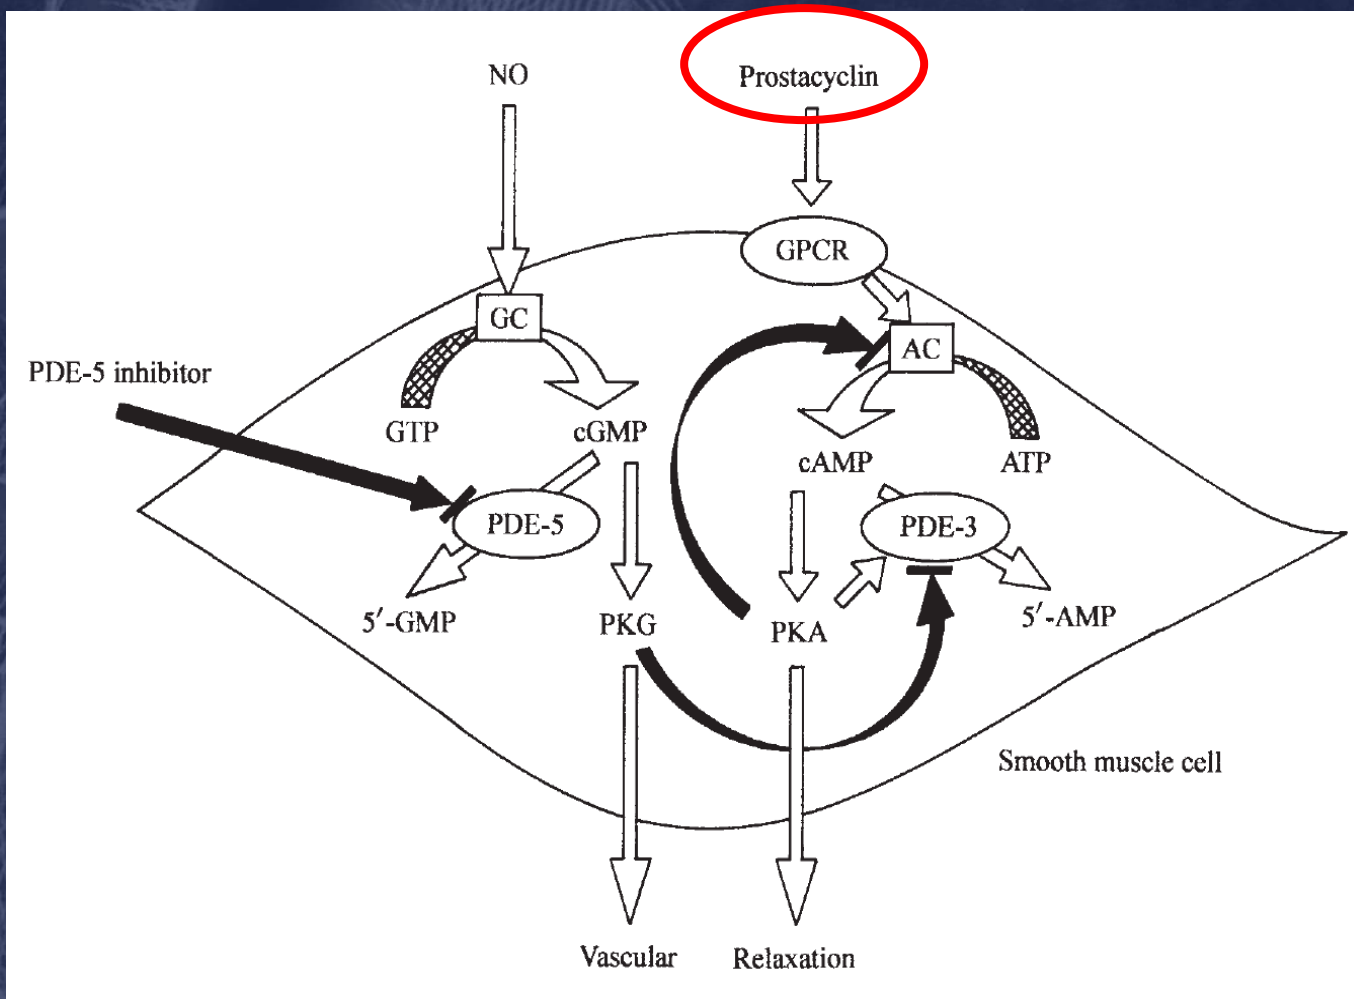 NO
Prostacyclin
GPCR
GC
AC
PDE-5 inhibitor
GTP
cGMP
cAMP
ATP
PDE-5
PDE-3
5′-GMP
PKG
PKA
5′-AMP
Smooth muscle cell
Vascular
Relaxation